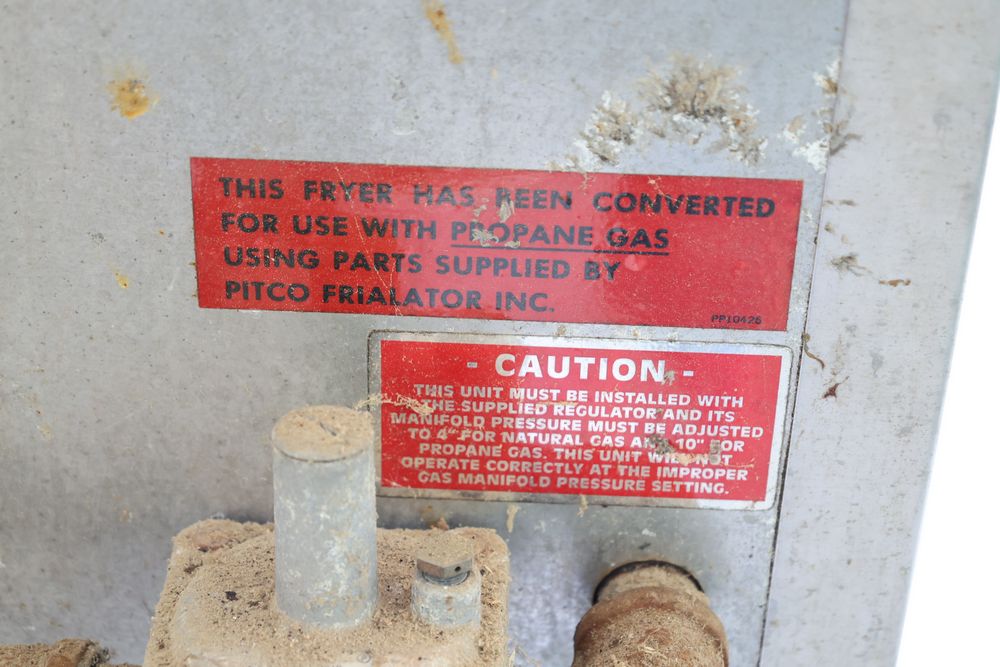 THIS FRYER HAS BEEN CONVERTED
FOR USE WITH PROPANE GAS
USING PARTS SUPPLIED BY
PITCO FRIALATOR INC.
PP10426
- CAUTION -
THIS UNIT MUST BE INSTALLED WITH
THE SUPPLIED REGULATOR AND ITS
MANIFOLD PRESSURE MUST BE ADJUSTED
TO 4" FOR NATURAL GAS AND 10" FOR
PROPANE GAS. THIS UNIT WILL NOT
OPERATE CORRECTLY AT THE IMPROPER
GAS MANIFOLD PRESSURE SETTING.